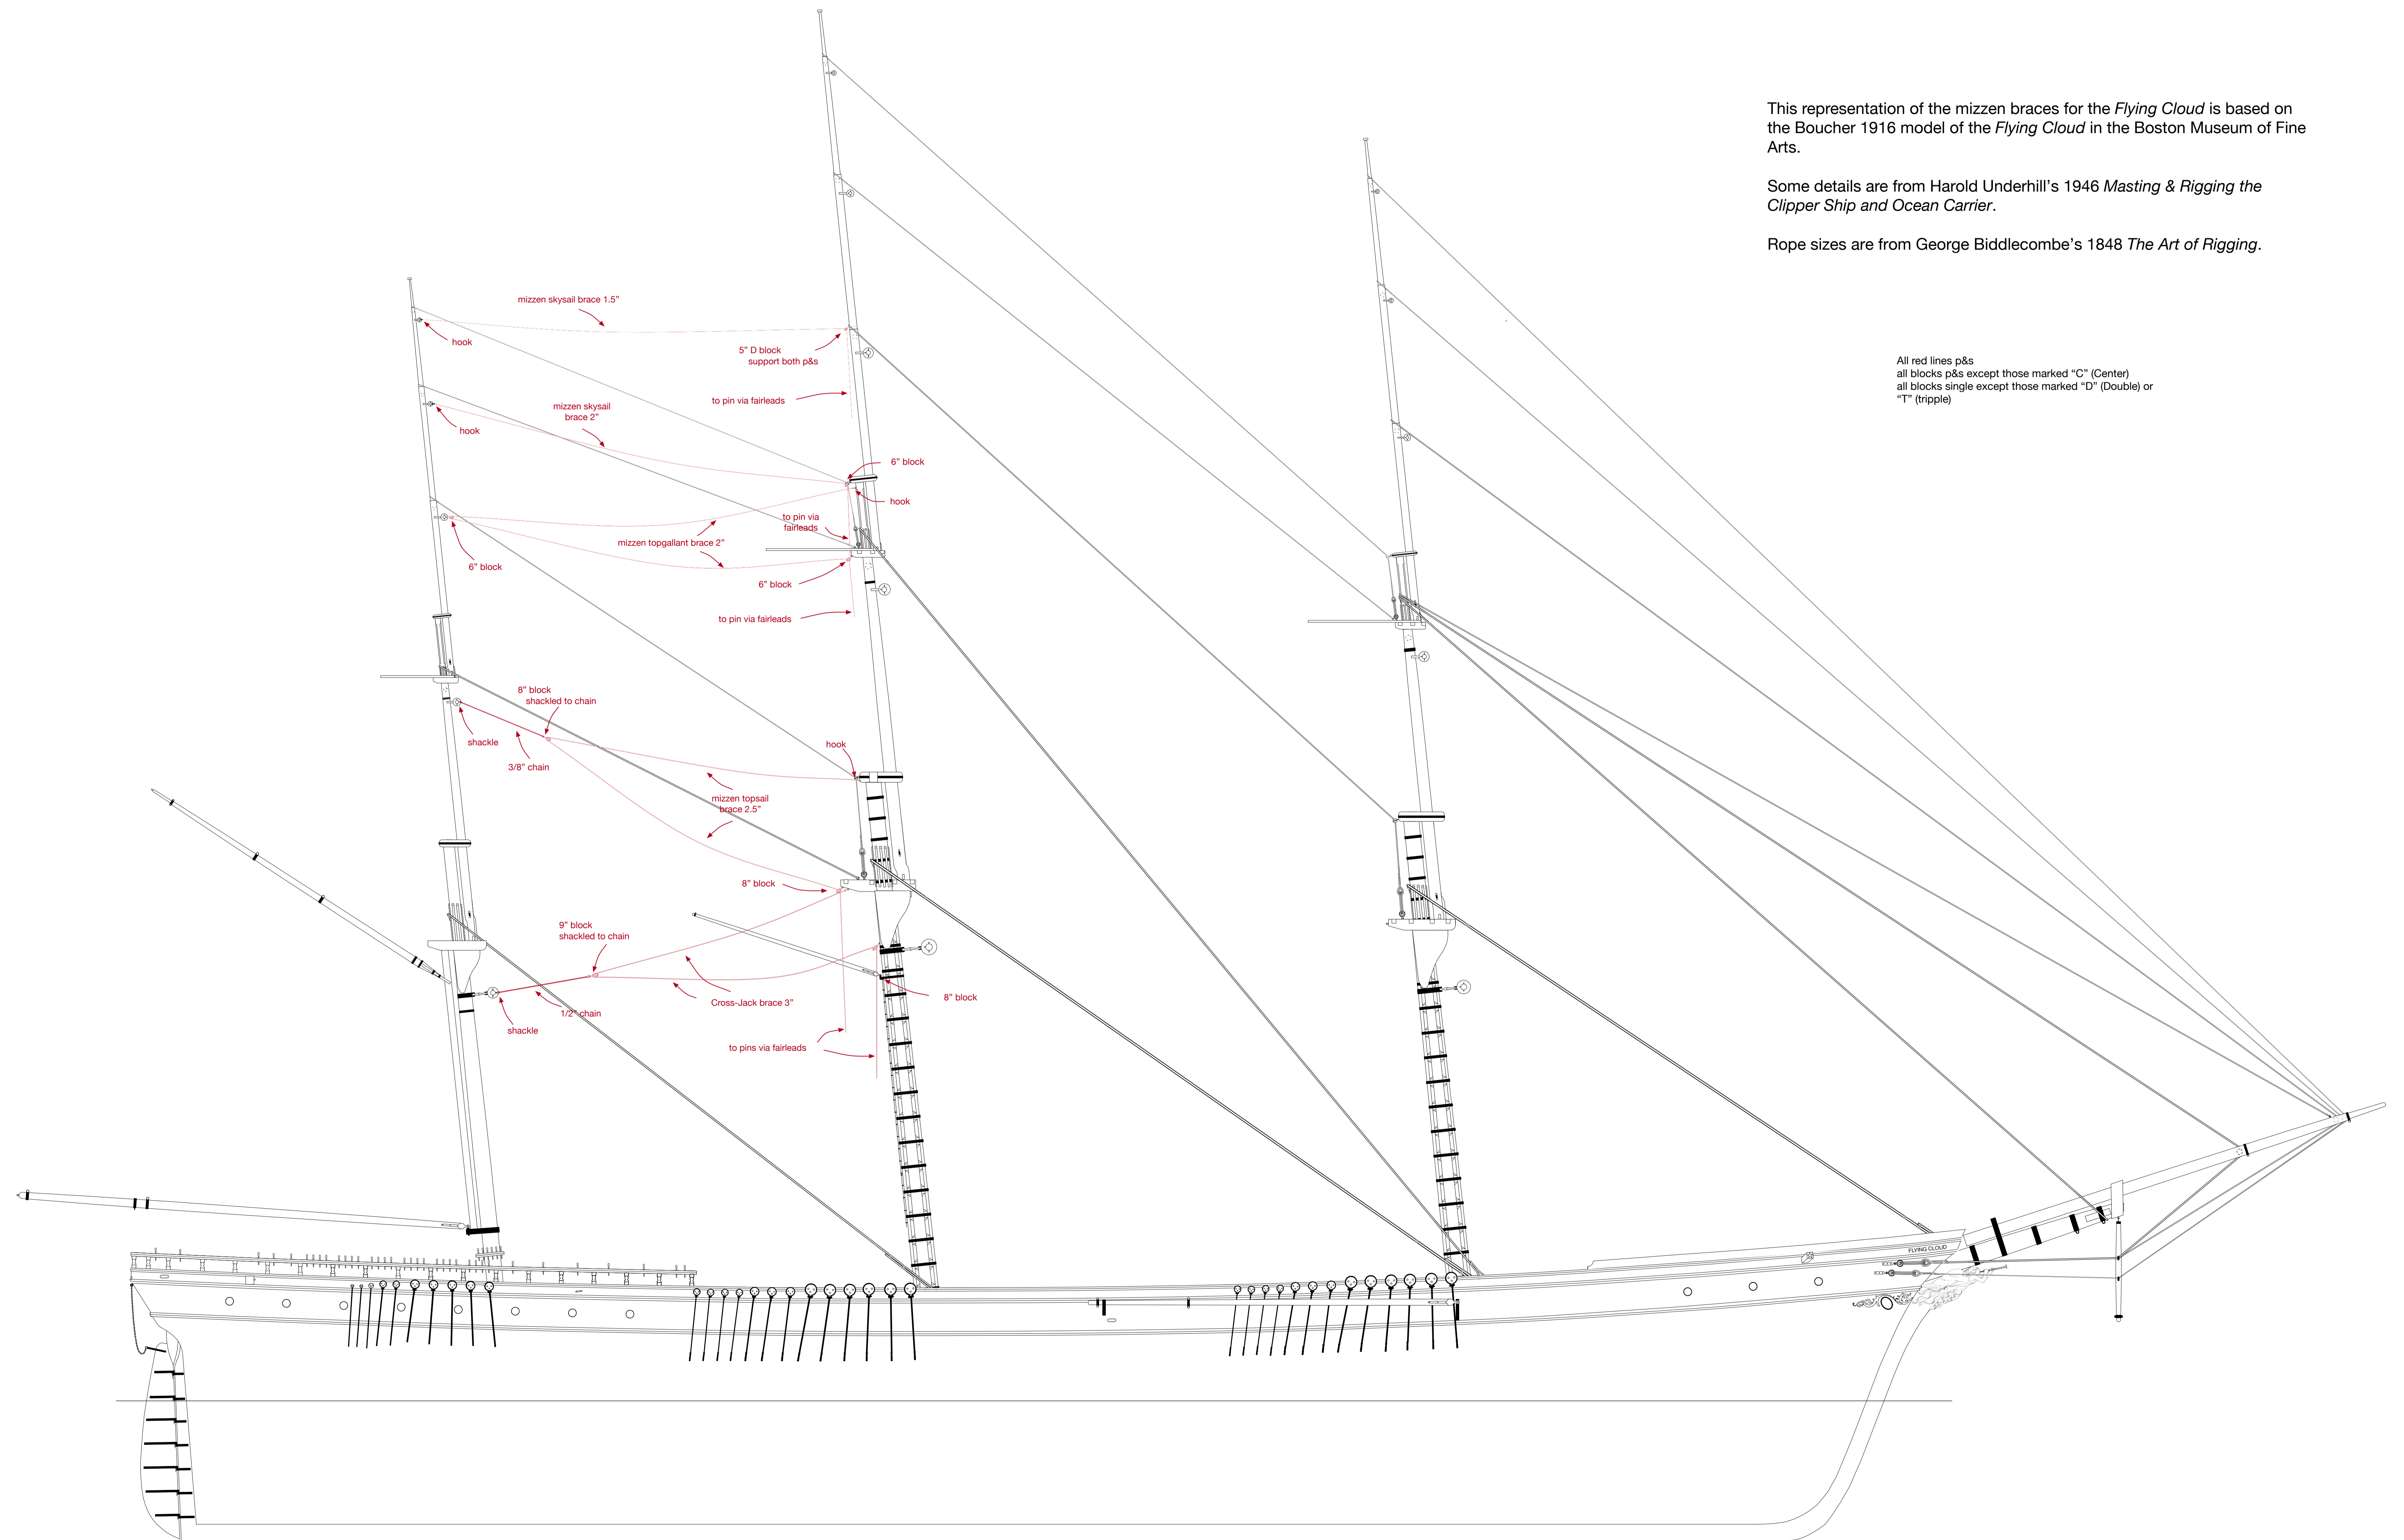 This representation of the mizzen braces for the Flying Cloud is based on
the Boucher 1916 model of the Flying Cloud in the Boston Museum of Fine
Arts.
Some details are from Harold Underhill’s 1946 Masting & Rigging the
Clipper Ship and Ocean Carrier.
Rope sizes are from George Biddlecombe’s 1848 The Art of Rigging.
All red lines p&s
all blocks p&s except those marked “C” (Center)
all blocks single except those marked “D” (Double) or
“T” (tripple)
mizzen skysail brace 1.5”
hook
5” D block
support both p&s
to pin via fairleads
mizzen skysail
brace 2”
hook
6” block
hook
to pin via
fairleads
mizzen topgallant brace 2”
6” block
6” block
to pin via fairleads
8” block
shackled to chain
shackle
3/8” chain
hook
mizzen topsail
brace 2.5”
8” block
9” block
shackled to chain
Cross-Jack brace 3”
8” block
1/2” chain
shackle
to pins via fairleads
FLYING CLOUD